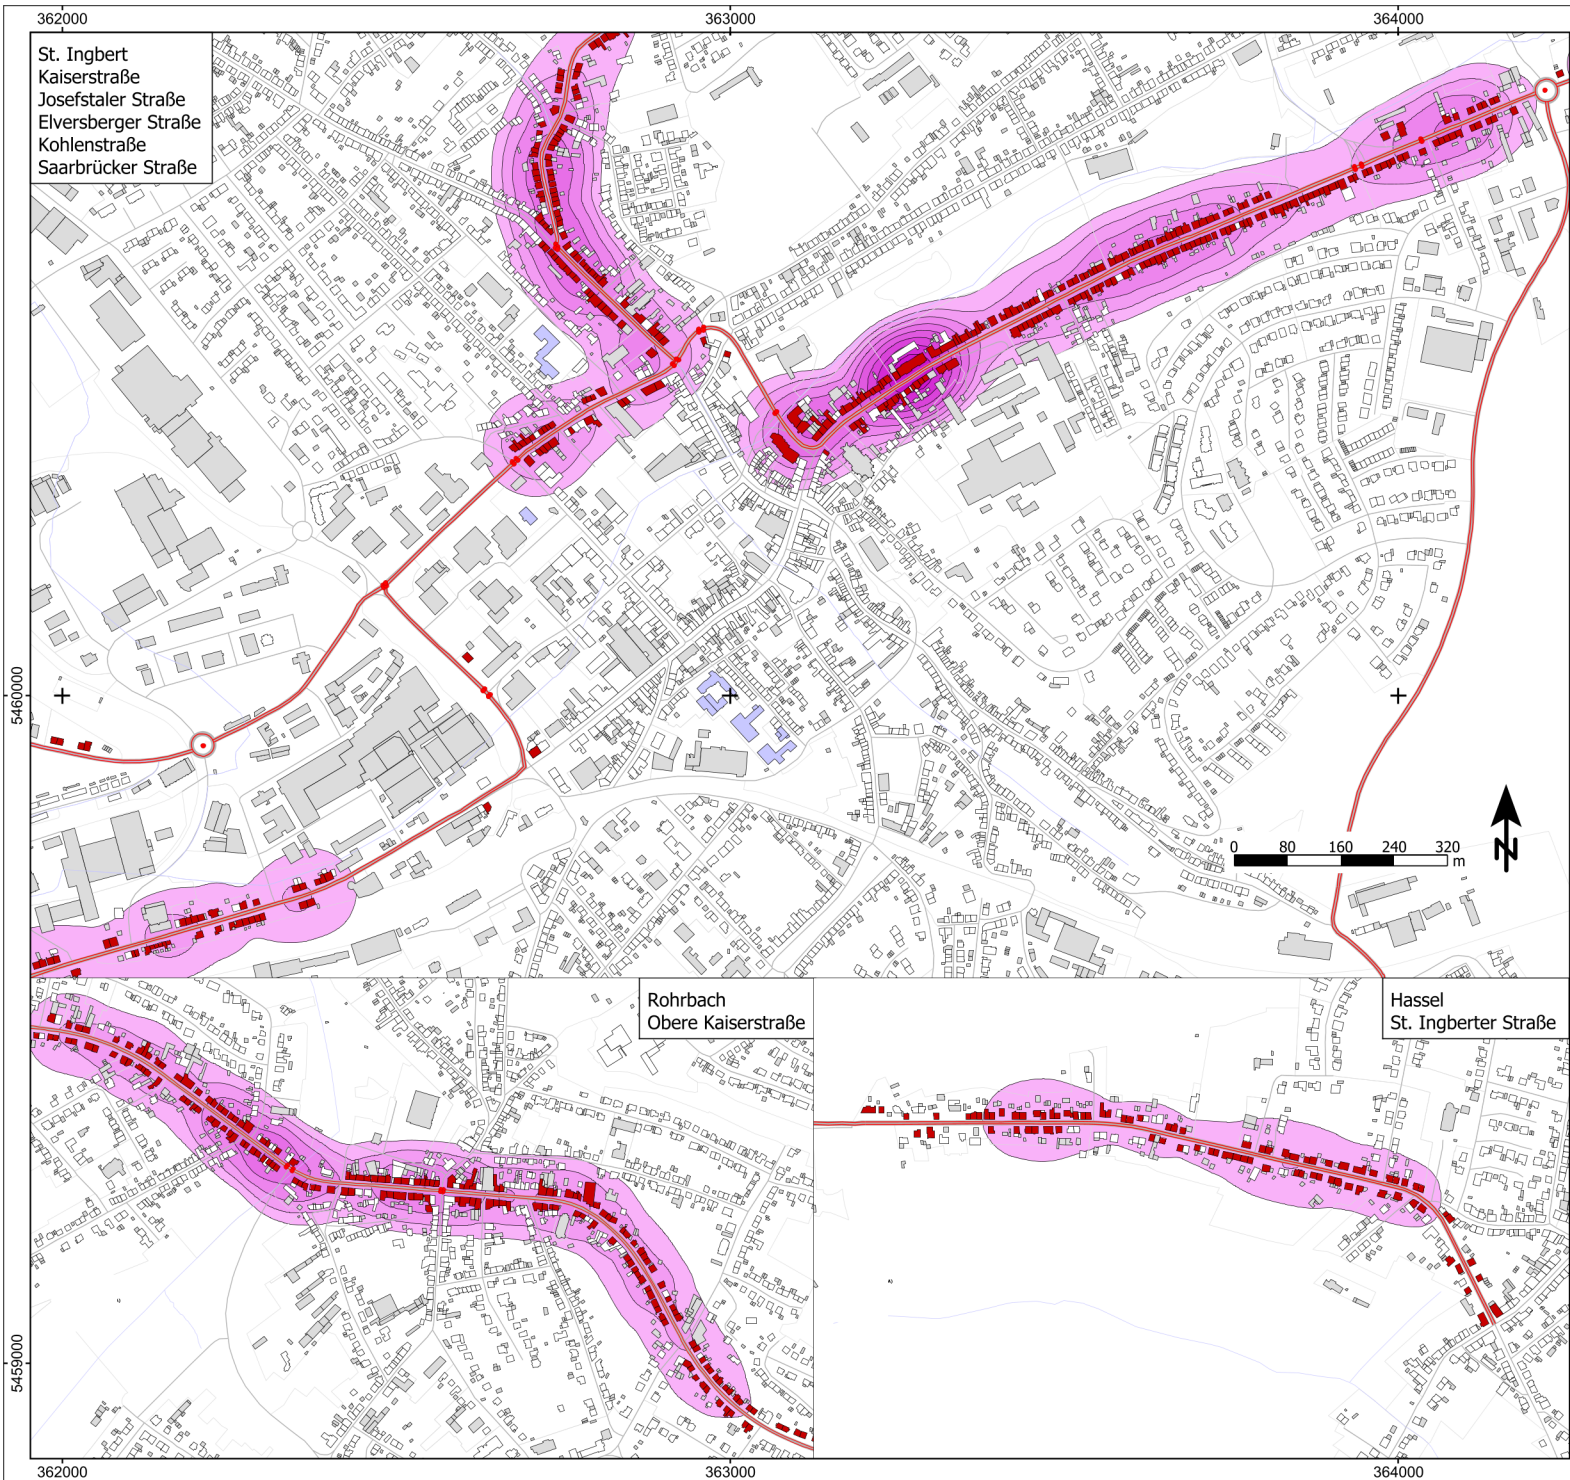 362000
363000
364000
St. Ingbert
Kaiserstraße
Josefstaler Straße
Elversberger Straße
Kohlenstraße
Saarbrücker Straße
5460000
0 80 160 240 320 m
N
Rohrbach
Obere Kaiserstraße
Hassel
St. Ingberter Straße
5459000
362000
363000
364000